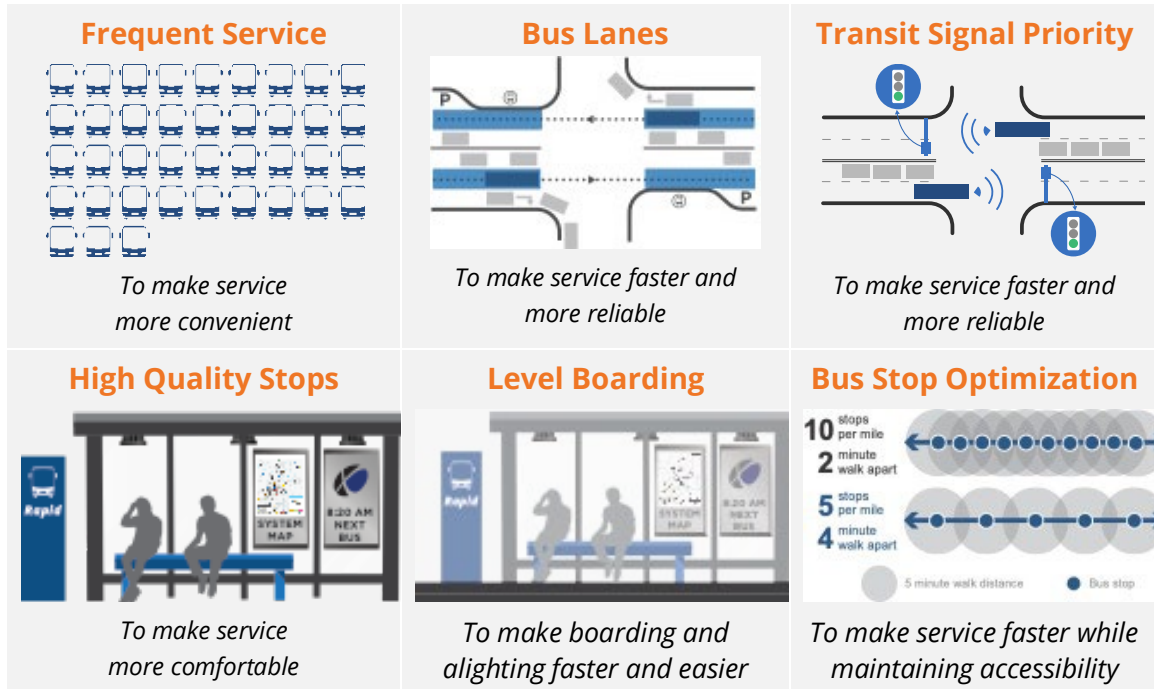 Frequent Service
To make service
more convenient
Bus Lanes
P
P
To make service faster and
more reliable
Transit Signal Priority
To make service faster and
more reliable
High Quality Stops
Rapid
SYSTEM
MAP
8:20 AM
NEXT
BUS
To make service
more comfortable
Level Boarding
Rapid
SYSTEM
MAP
8:20 AM
NEXT
BUS
To make boarding and
alighting faster and easier
Bus Stop Optimization
10 stops
per mile
2 minute
walk apart
5 stops
per mile
4 minute
walk apart
5 minute walk distance
Bus stop
To make service faster while
maintaining accessibility